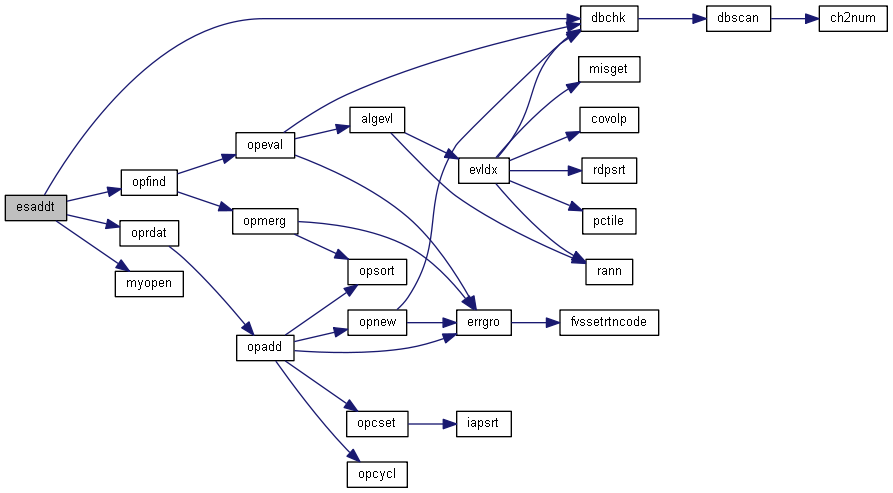 dbchk
dbscan
ch2num
misget
algevl
covolp
opeval
evldx
rdpsrt
opfind
esaddt
opmerg
pctile
oprdat
myopen
opsort
rann
opnew
errgro
fvssetrtncode
opadd
opcset
iapsrt
opcycl